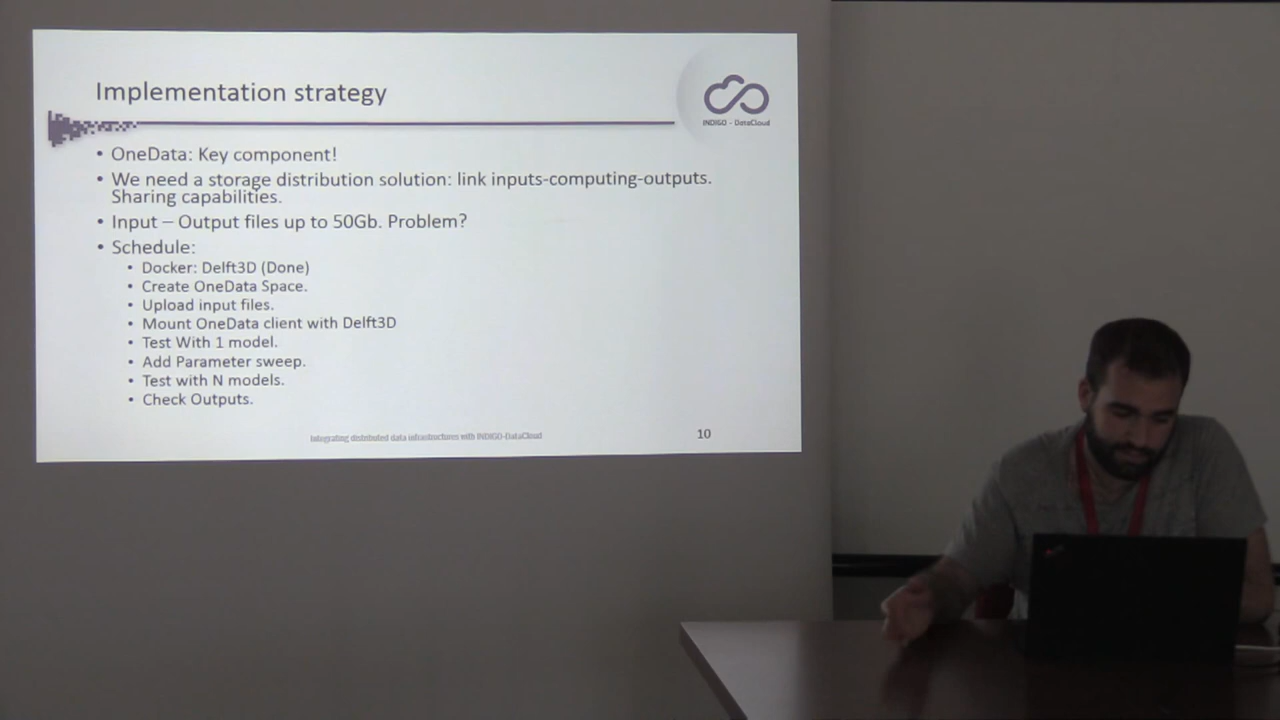 Implementation strategy
INDIGO - DataCloud
• OneData: Key component!
• We need a storage distribution solution: link inputs-computing-outputs.
Sharing capabilities.
• Input – Output files up to 50Gb. Problem?
• Schedule:
• Docker: Delft3D (Done)
• Create OneData Space.
• Upload input files.
• Mount OneData client with Delft3D
• Test With 1 model.
• Add Parameter sweep.
• Test with N models.
• Check Outputs.
Integrating distributed data infrastructures with INDIGO-DataCloud
10